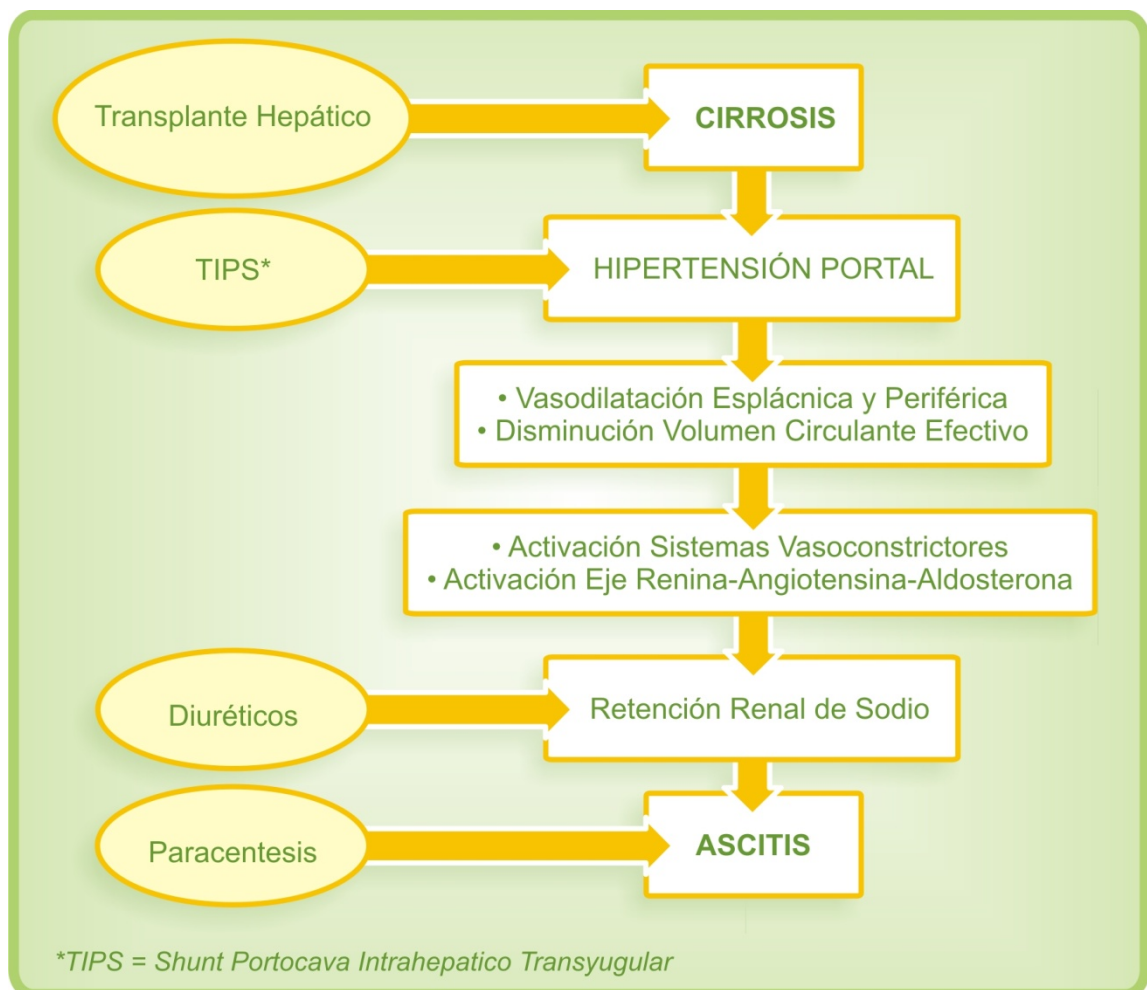 Transplante Hepático
CIRROSIS
TIPS*
HIPERTENSIÓN PORTAL
• Vasodilatación Esplácnica y Periférica
• Disminución Volumen Circulante Efectivo
• Activación Sistemas Vasoconstrictores
• Activación Eje Renina-Angiotensina-Aldosterona
Diuréticos
Retención Renal de Sodio
Paracentesis
ASCITIS
*TIPS = Shunt Portocava Intrahepatico Transyugular